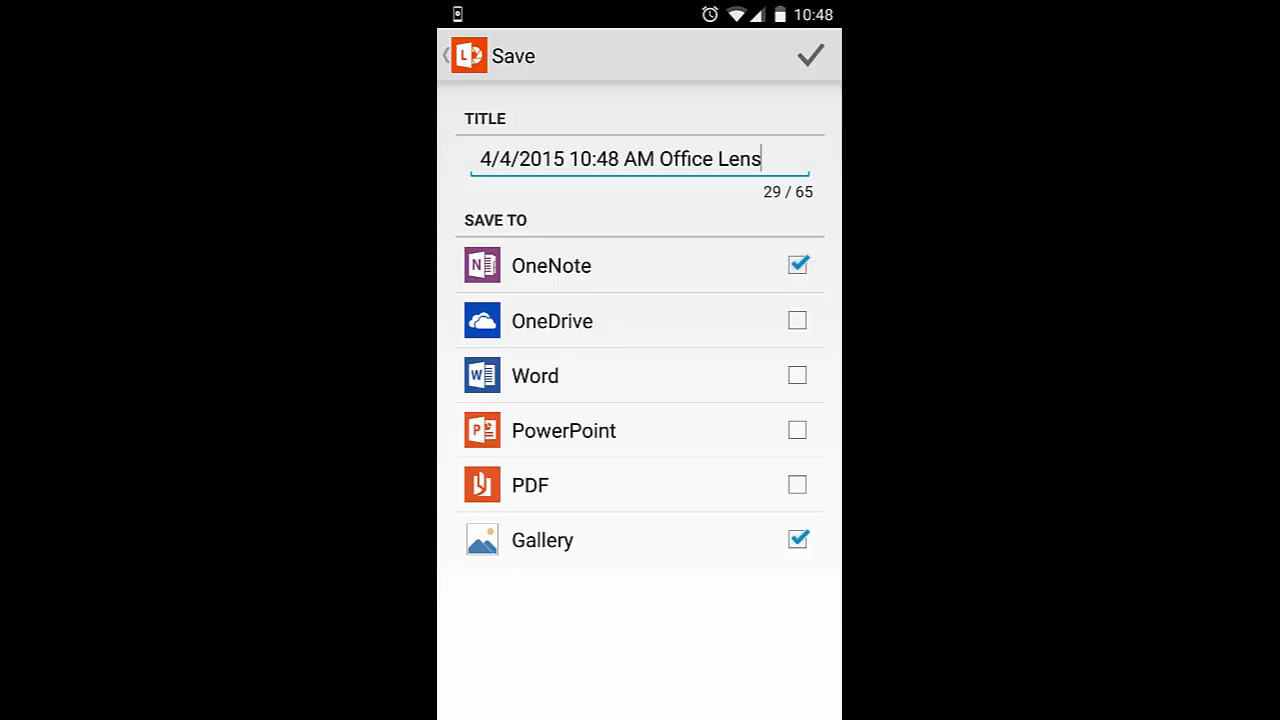 10:48
Save
TITLE
4/4/2015 10:48 AM Office Lens
29 / 65
SAVE TO
OneNote
OneDrive
Word
PowerPoint
PDF
Gallery